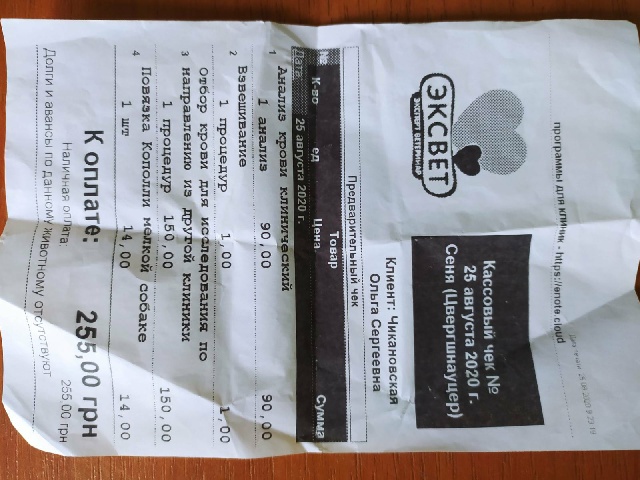 программы для клиник - https://enote.cloud
ЭКСВЕТ
ЭКСПЕРТ ВЕТЕРИНАР
Кассовый чек №
25 августа 2020 г.
Сеня (Цвергшнауцер)
Клиент: Чикановская
Ольга Сергеевна
Предварительный чек
№ Товар
К-во ед Цена Сумма
Дата 25 августа 2020 г.
1 Анализ крови клинический
1 анализ 90,00 90,00
2 Взвешивание
1 процедур 1,00 1,00
3 Отбор крови для исследования по
направлению из другой клиники
1 процедур 150,00 150,00
4 Повязка Кополли мелкой собаке
1 шт 14,00 14,00
К оплате: 255,00 грн
Наличная оплата: 255,00 грн
Долги и авансы по данному животному отсутствуют